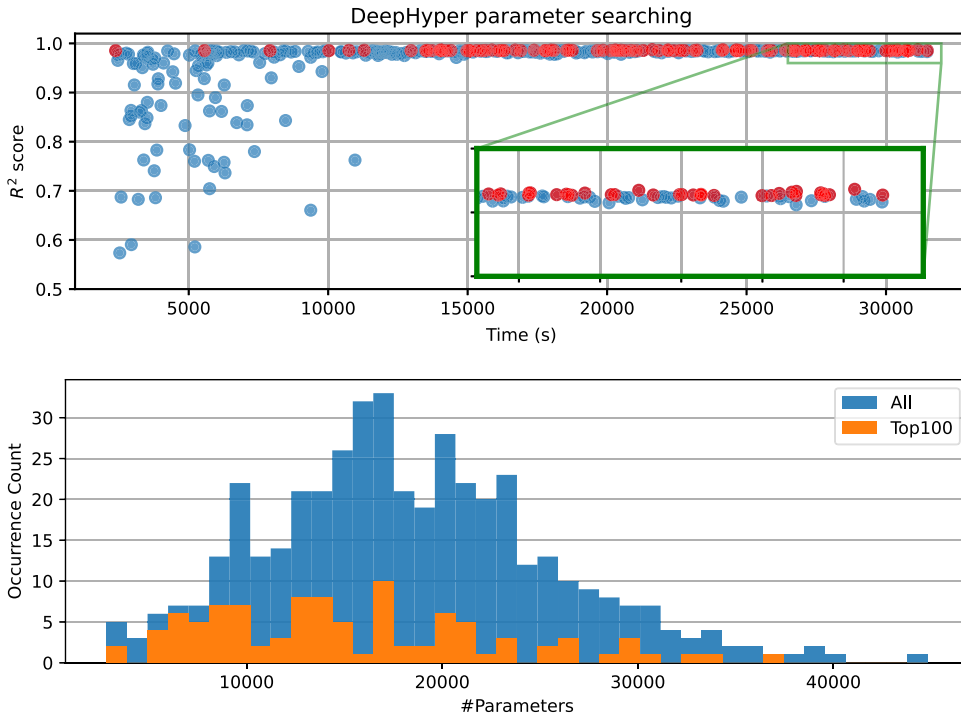 DeepHyper parameter searching
1.0
0.9
0.8
0.7
0.6
0.5
R² score
5000 10000 15000 20000 25000 30000
Time (s)
All
Top100
30
25
20
15
10
5
0
Occurrence Count
10000 20000 30000 40000
#Parameters